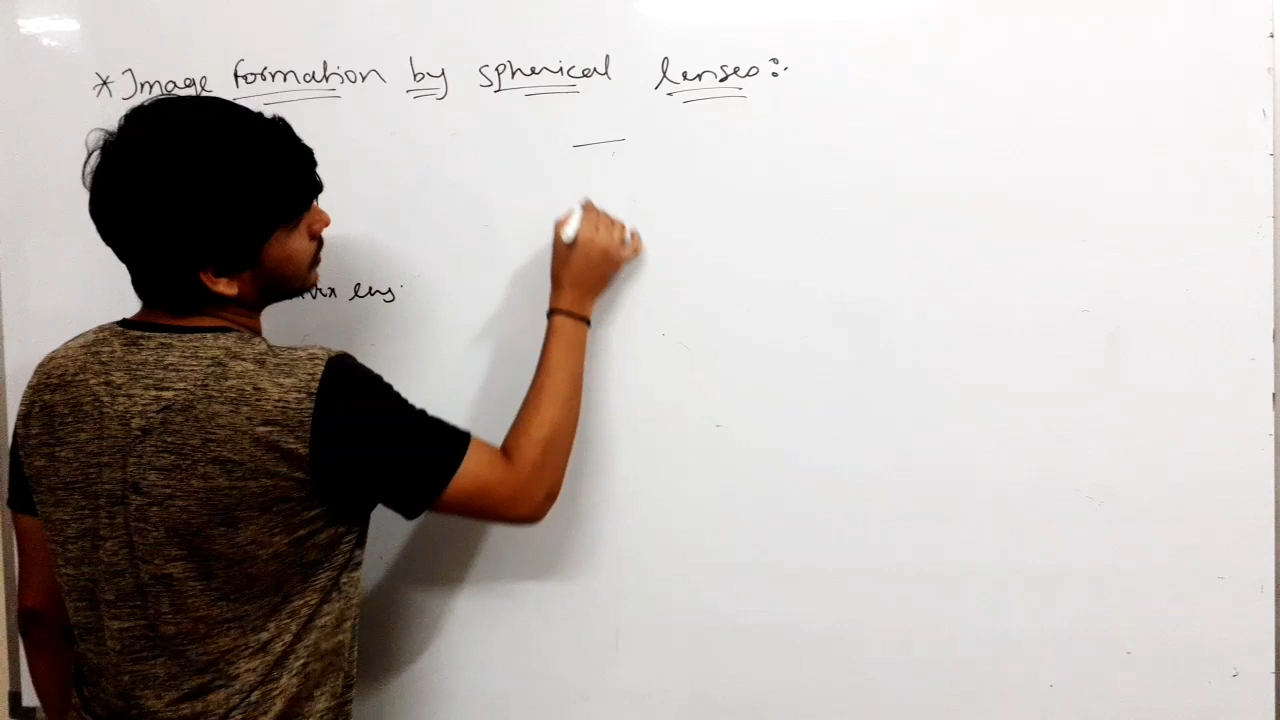 * Image formation by spherical lenses :-
lens.